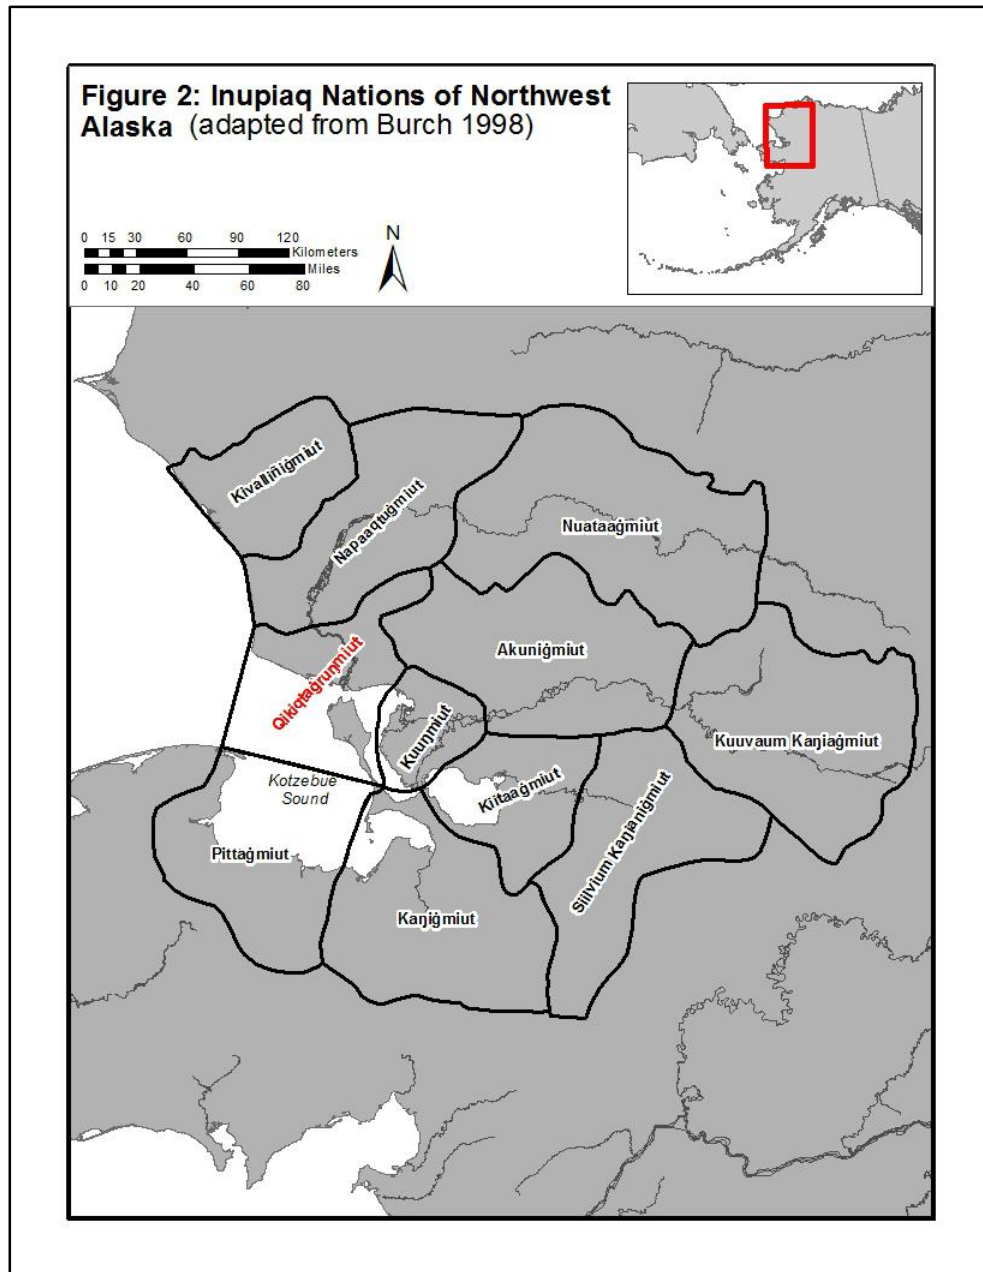 Figure 2: Inupiaq Nations of Northwest
Alaska (adapted from Burch 1998)
0 15 30 60 90 120
Kilometers
Miles
0 10 20 40 60 80
N
Kivalliñiġmiut
Napaaqtuġmiut
Nuataaġmiut
Qikiqtaġruŋmiut
Akuniġmiut
Kuuŋmiut
Kuuvaum Kaŋiaġmiut
Kotzebue
Sound
Kiitaaġmiut
Siilvium Kaŋianiġmiut
Pittaġmiut
Kaŋiġmiut